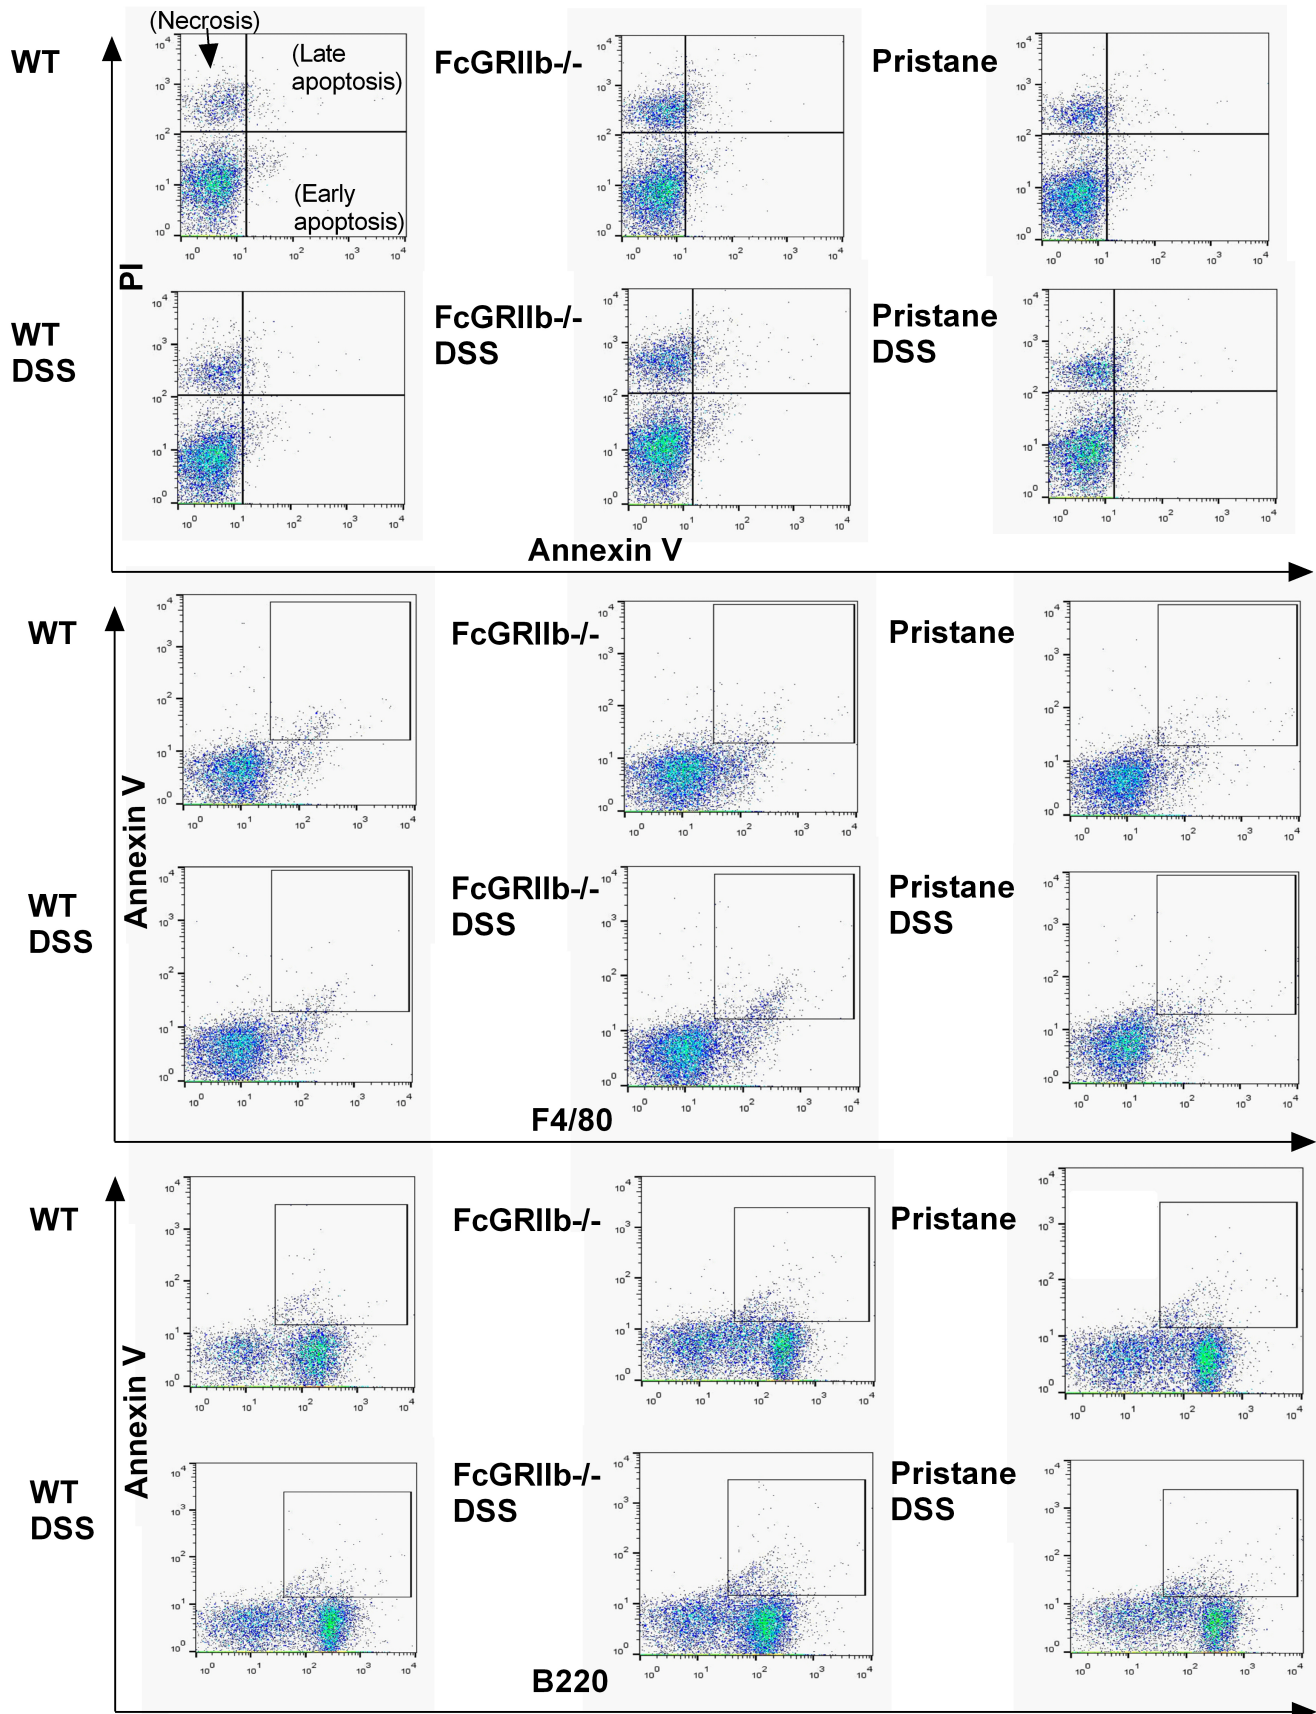 (Necrosis)
WT
(Late
apoptosis)
(Early
apoptosis)
FcGRIIb-/-
Pristane
PI
WT
DSS
FcGRIIb-/-
DSS
Pristane
DSS
Annexin V
WT
FcGRIIb-/-
Pristane
Annexin V
WT
DSS
FcGRIIb-/-
DSS
Pristane
DSS
F4/80
WT
FcGRIIb-/-
Pristane
Annexin V
WT
DSS
FcGRIIb-/-
DSS
Pristane
DSS
B220